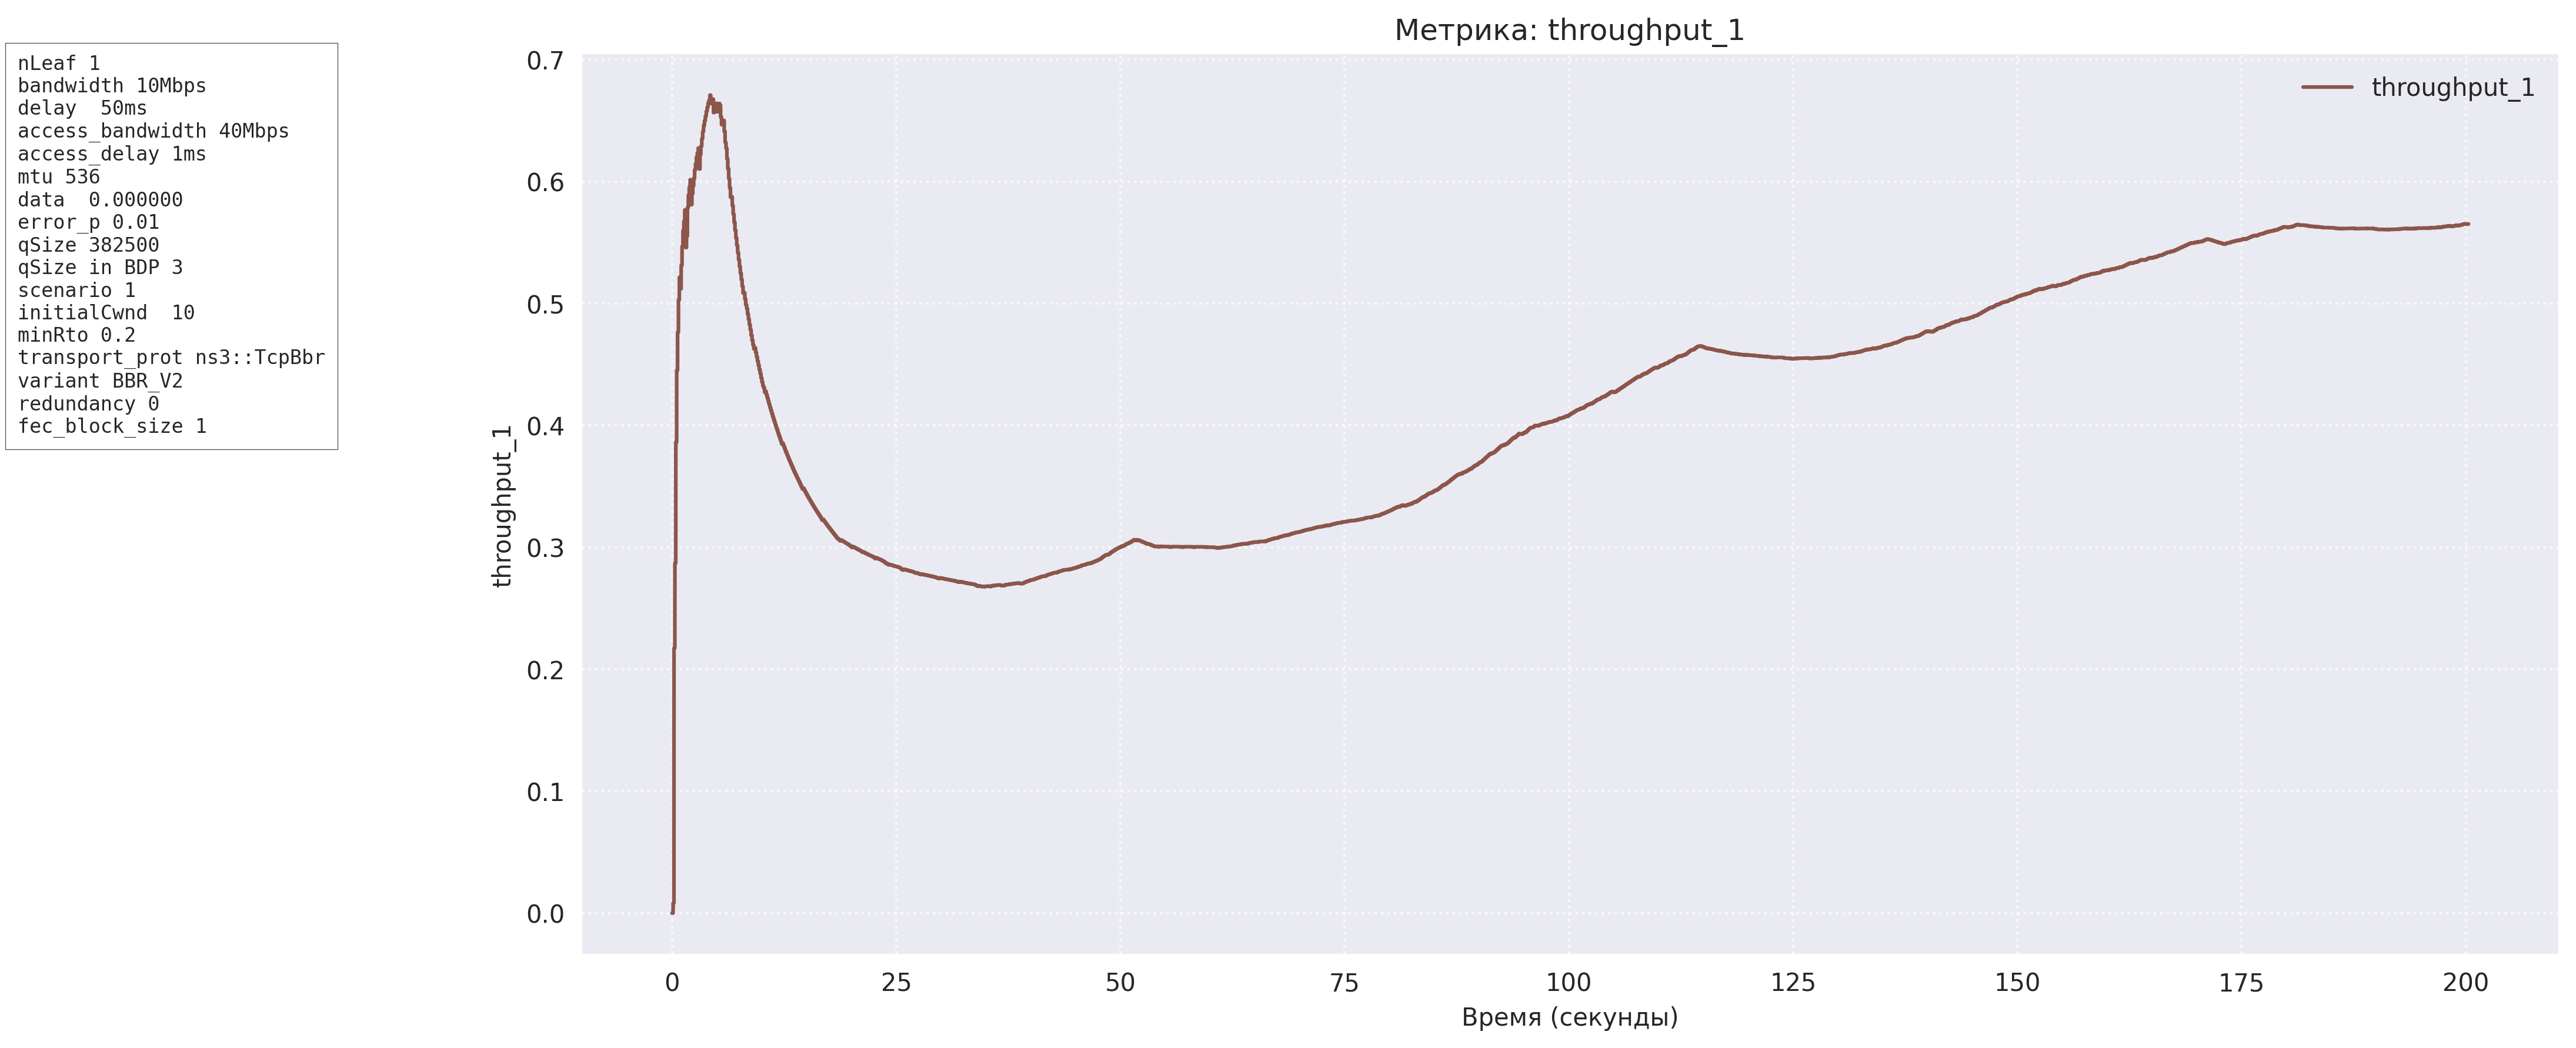 Метрика: throughput_1
nLeaf 1
bandwidth 10Mbps
delay  50ms
access_bandwidth 40Mbps
access_delay 1ms
mtu 536
data  0.000000
error_p 0.01
qSize 382500
qSize in BDP 3
scenario 1
initialCwnd  10
minRto 0.2
transport_prot ns3::TcpBbr
variant BBR_V2
redundancy 0
fec_block_size 1
throughput_1
throughput_1
0.7
0.6
0.5
0.4
0.3
0.2
0.1
0.0
0 25 50 75 100 125 150 175 200
Время (секунды)